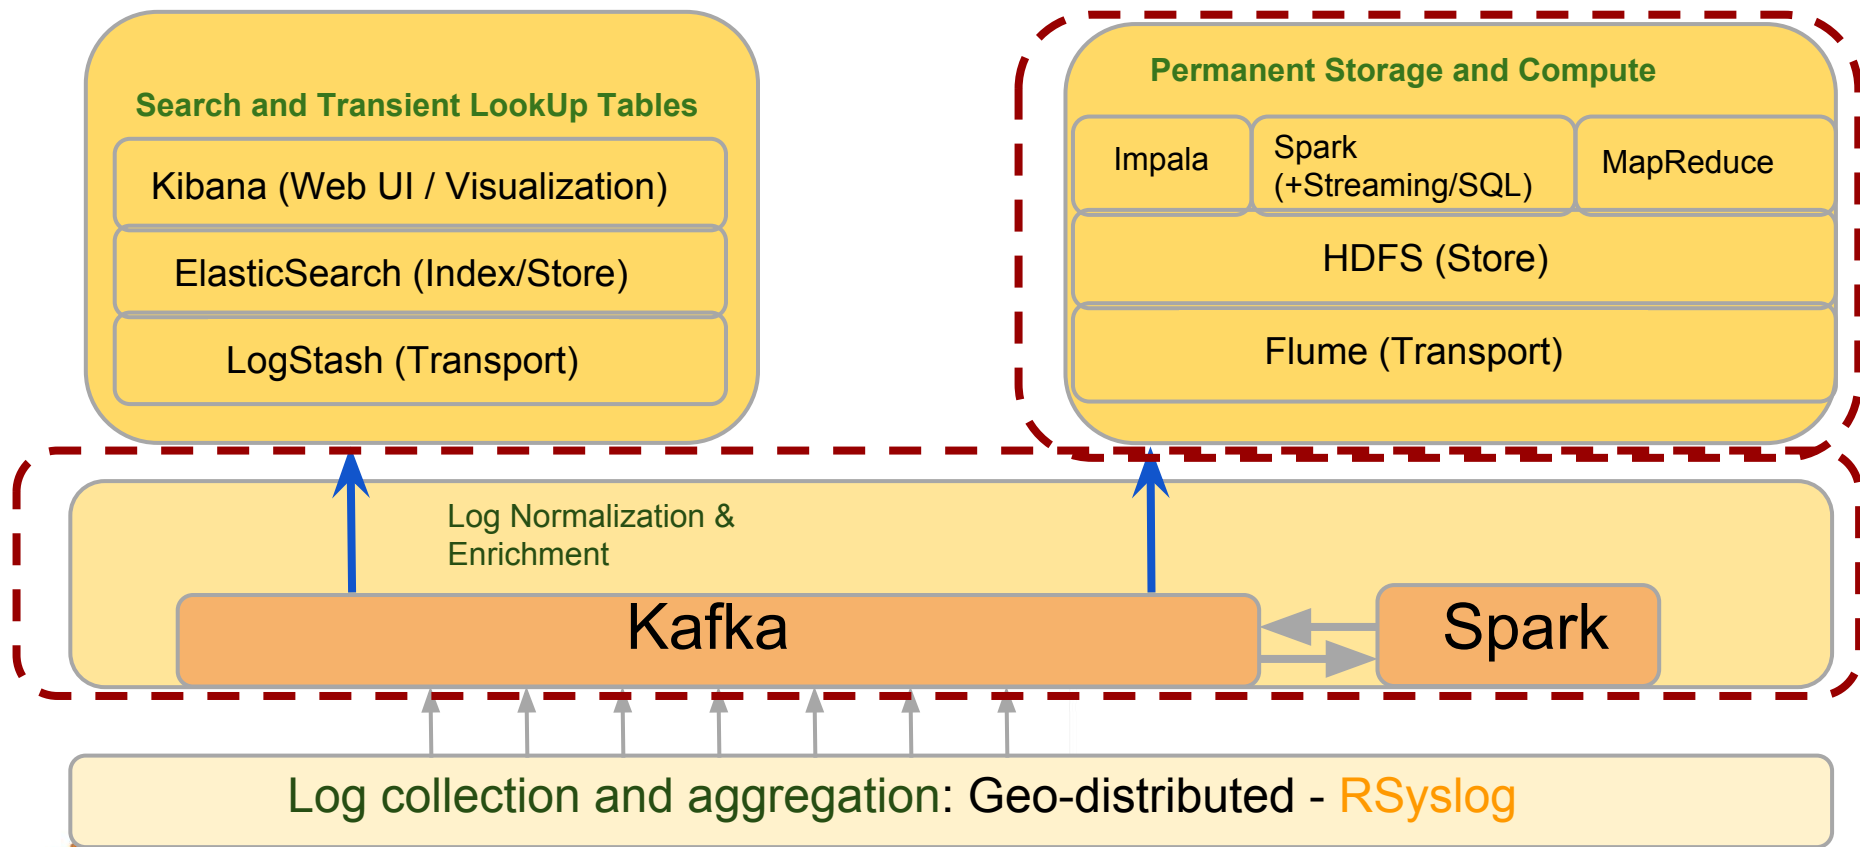 Search and Transient LookUp Tables
Kibana (Web UI / Visualization)
ElasticSearch (Index/Store)
LogStash (Transport)
Permanent Storage and Compute
Impala
Spark
(+Streaming/SQL)
MapReduce
HDFS (Store)
Flume (Transport)
Log Normalization &
Enrichment
Kafka
Spark
Log collection and aggregation: Geo-distributed - RSyslog